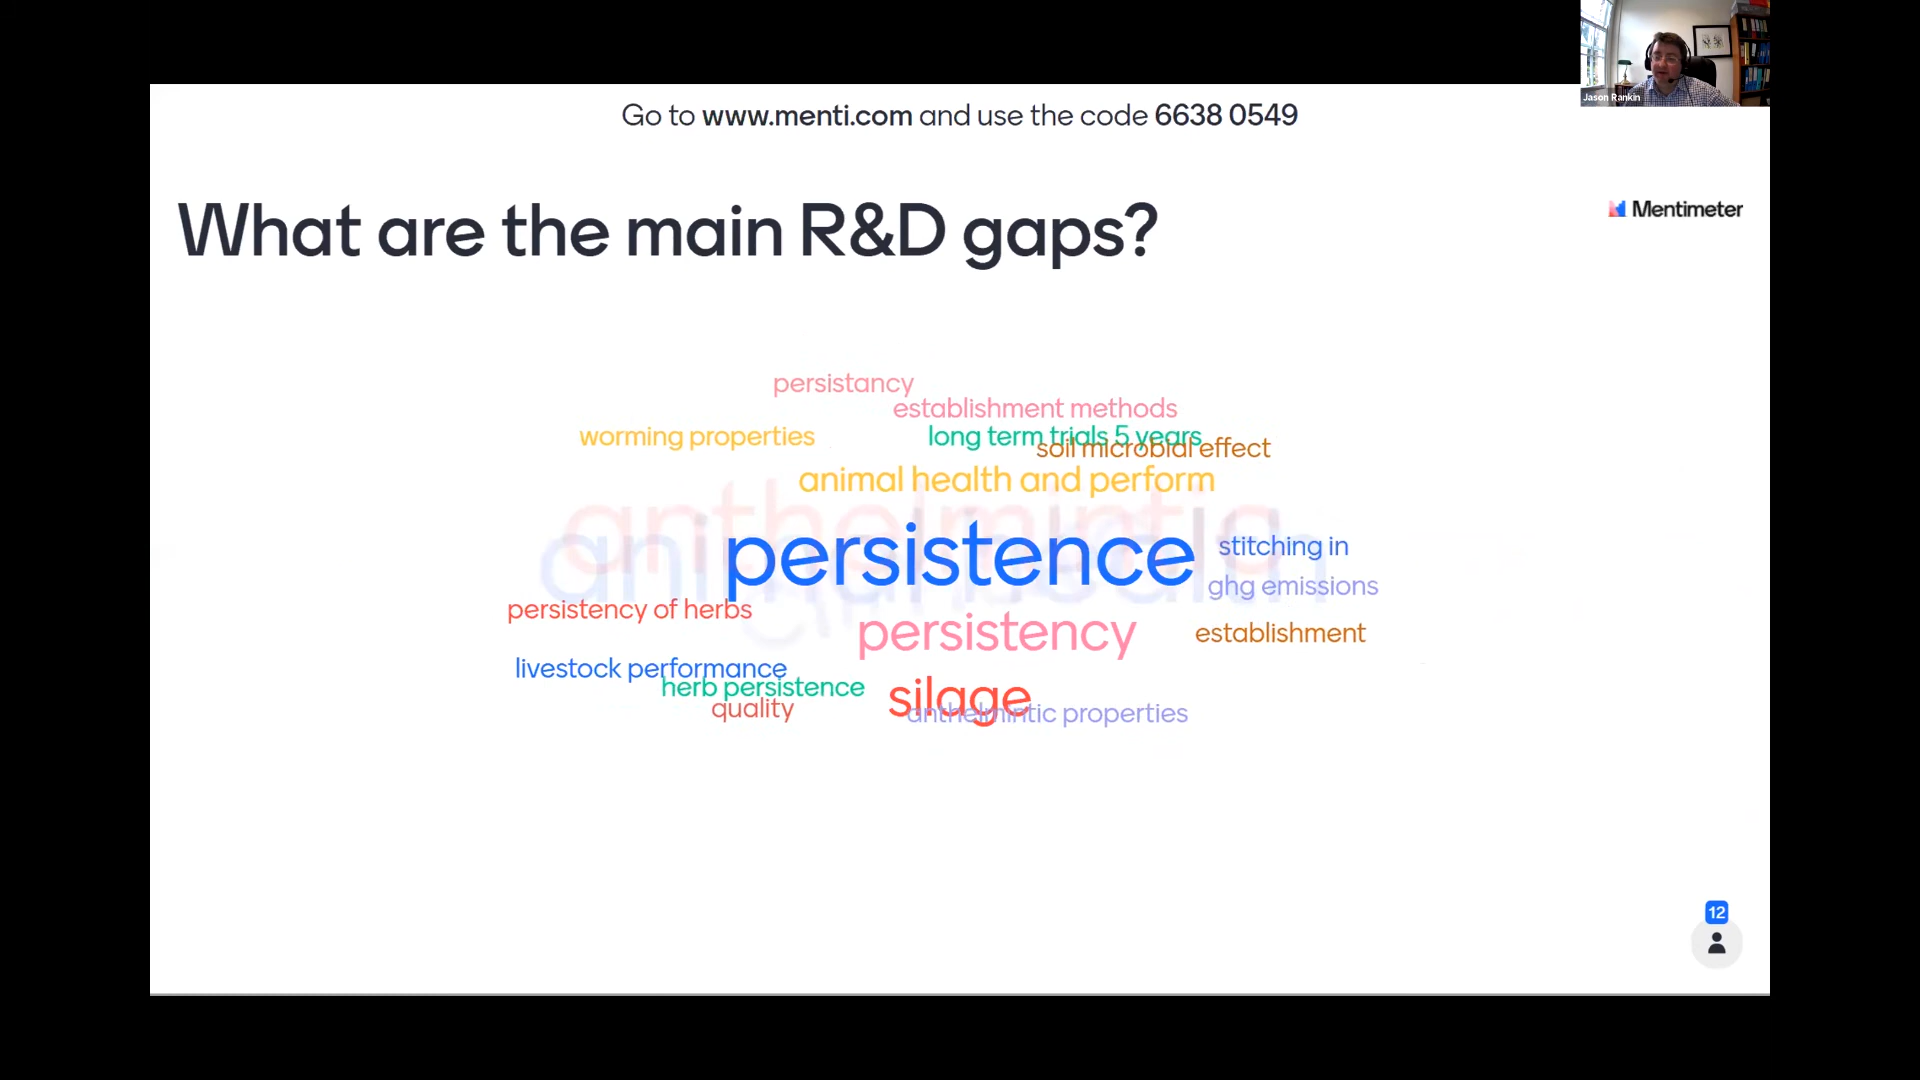 Jason Rankin
Go to www.menti.com and use the code 6638 0549
What are the main R&D gaps?
Mentimeter
persistancy
establishment methods
worming properties
long term trials 5 years
soil microbial effect
animal health and perform
anthelmintic
persistence
stitching in
ghg emissions
persistency of herbs
persistency
establishment
livestock performance
herb persistence
silage
quality
anthelmintic properties
12